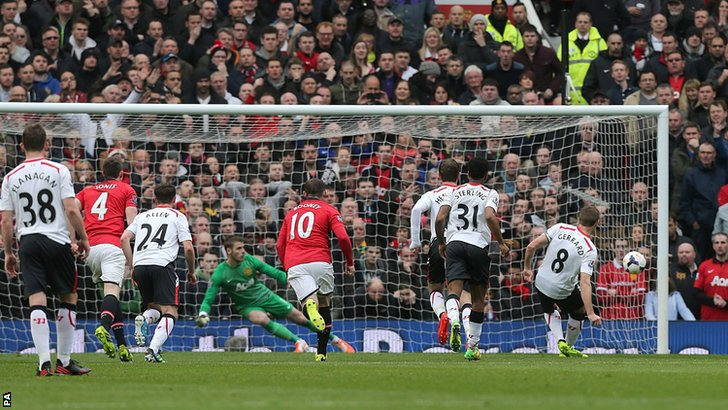 FLANAGAN
38
JONES
4
ALLEN
24
ROONEY
10
STERLING
31
GERRARD
8
PA